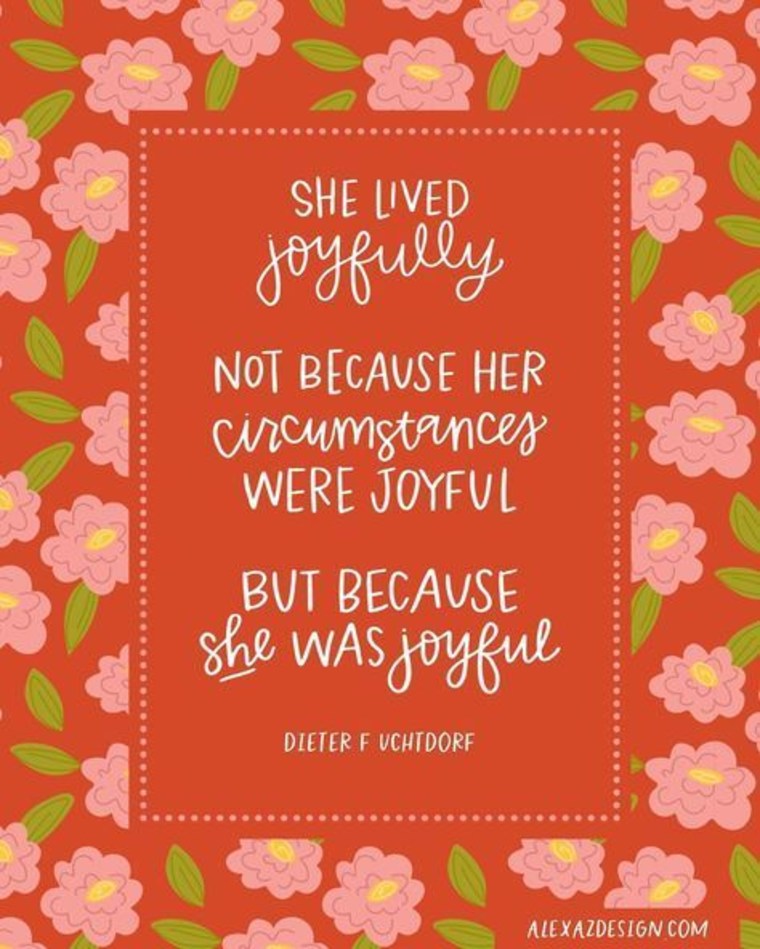 SHE LIVED
joyfully
NOT BECAUSE HER
circumstances
WERE JOYFUL
BUT BECAUSE
she WAS joyful
DIETER F UCHTDORF
ALEXAZDESIGN.COM